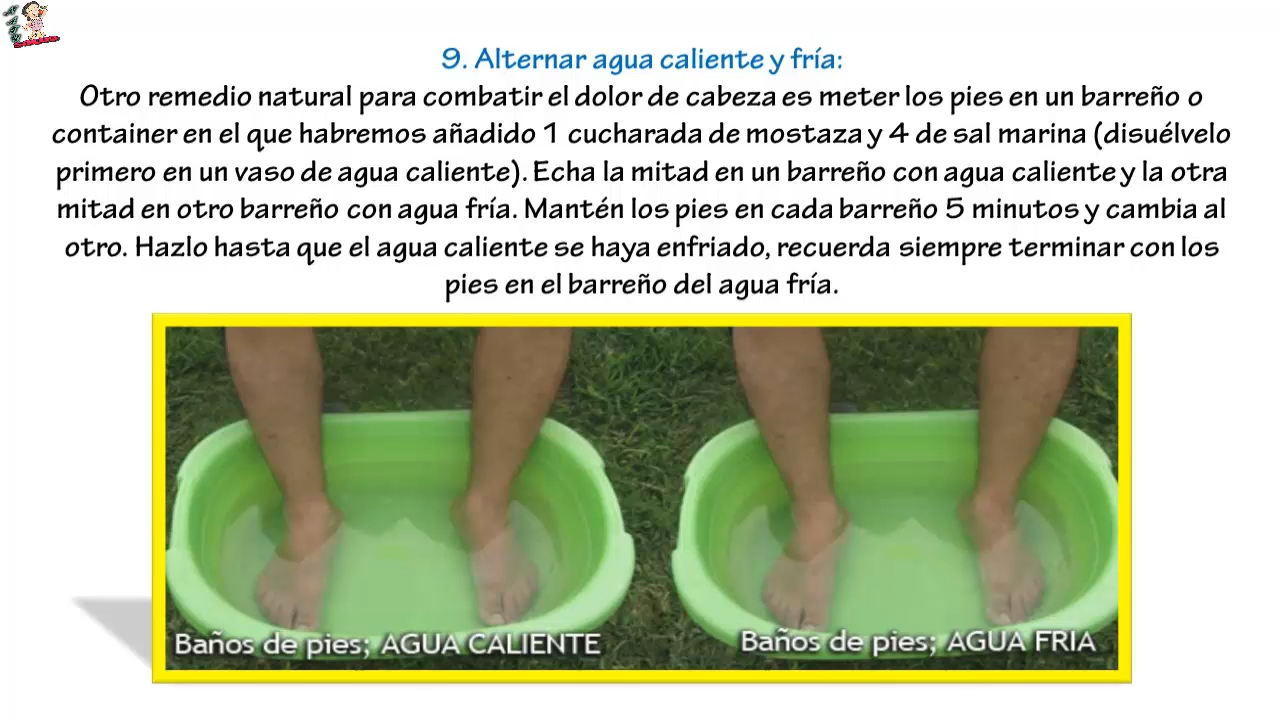 9. Alternar agua caliente y fría:
Otro remedio natural para combatir el dolor de cabeza es meter los pies en un barreño o
container en el que habremos añadido 1 cucharada de mostaza y 4 de sal marina (disuélvelo
primero en un vaso de agua caliente). Echa la mitad en un barreño con agua caliente y la otra
mitad en otro barreño con agua fría. Mantén los pies en cada barreño 5 minutos y cambia al
otro. Hazlo hasta que el agua caliente se haya enfriado, recuerda siempre terminar con los
pies en el barreño del agua fría.
Baños de pies; AGUA CALIENTE
Baños de pies; AGUA FRIA